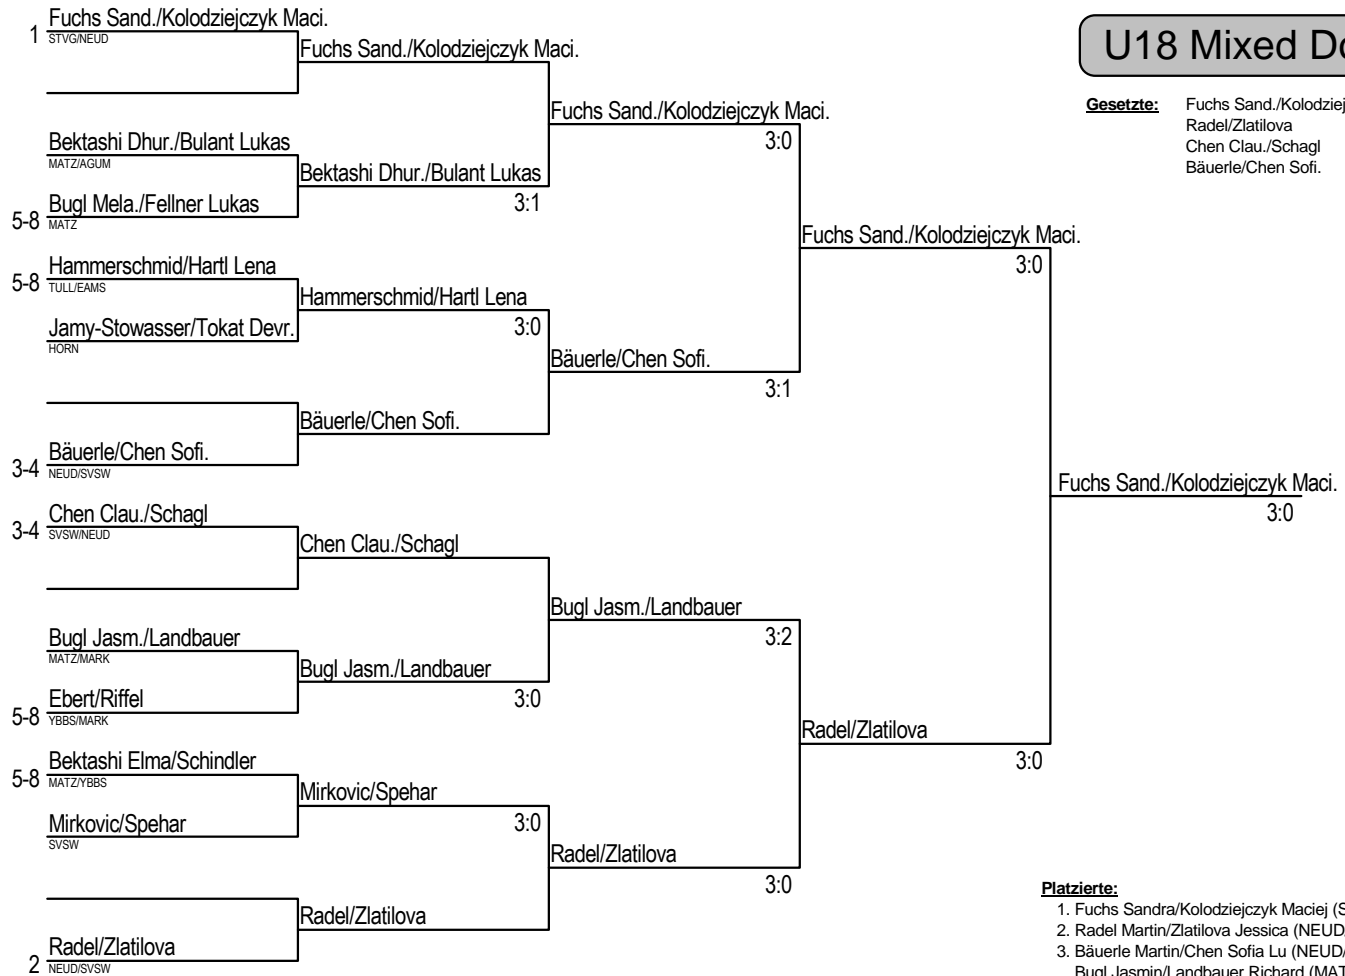 Fuchs Sand./Kolodziejczyk Maci.
1 STVG/NEUD
Fuchs Sand./Kolodziejczyk Maci.
U18 Mixed Do
Gesetzte: Fuchs Sand./Kolodziej
Radel/Zlatilova
Chen Clau./Schagl
Bäuerle/Chen Sofi.
Fuchs Sand./Kolodziejczyk Maci.
3:0
Bektashi Dhur./Bulant Lukas
MATZ/AGUM
Bektashi Dhur./Bulant Lukas
3:1
Bugl Mela./Fellner Lukas
5-8 MATZ
Fuchs Sand./Kolodziejczyk Maci.
3:0
Hammerschmid/Hartl Lena
5-8 TULL/EAMS
Hammerschmid/Hartl Lena
3:0
Jamy-Stowasser/Tokat Devr.
HORN
Bäuerle/Chen Sofi.
3:1
Bäuerle/Chen Sofi.
Bäuerle/Chen Sofi.
3-4 NEUD/SVSW
Fuchs Sand./Kolodziejczyk Maci.
3:0
Chen Clau./Schagl
3-4 SVSW/NEUD
Chen Clau./Schagl
Bugl Jasm./Landbauer
3:2
Bugl Jasm./Landbauer
MATZ/MARK
Bugl Jasm./Landbauer
3:0
Ebert/Riffel
5-8 YBBS/MARK
Radel/Zlatilova
3:0
Bektashi Elma/Schindler
5-8 MATZ/YBBS
Mirkovic/Spehar
3:0
Mirkovic/Spehar
SVSW
Radel/Zlatilova
3:0
Radel/Zlatilova
Radel/Zlatilova
2 NEUD/SVSW
Platzierte:
1. Fuchs Sandra/Kolodziejczyk Maciej (S
2. Radel Martin/Zlatilova Jessica (NEUD
3. Bäuerle Martin/Chen Sofia Lu (NEUD/
Bugl Jasmin/Landbauer Richard (MAT